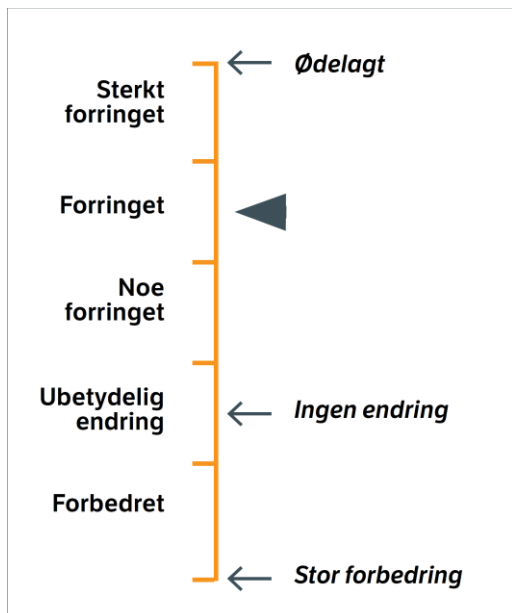 Ødelagt
Sterkt
forringet
Forringet
Noe
forringet
Ubetydelig
endring
Ingen endring
Forbedret
Stor forbedring